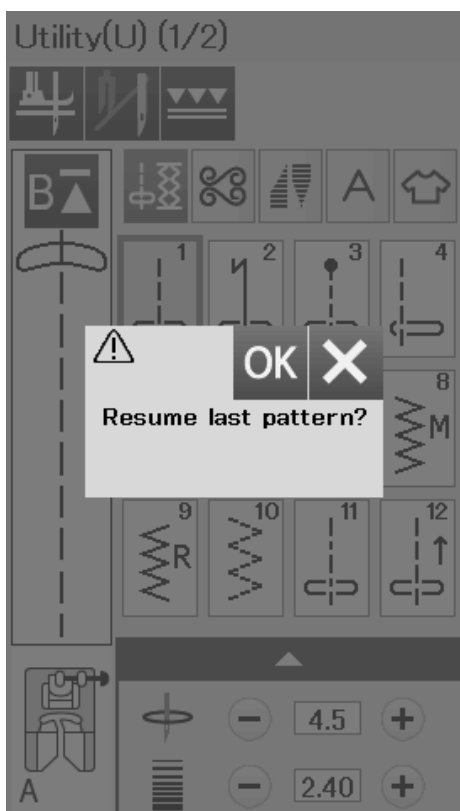 Utility(U) (1/2)
B
A
1
2
3
4
OK
Resume last pattern?
8
M
9
R
10
11
12
4.5
2.40
A